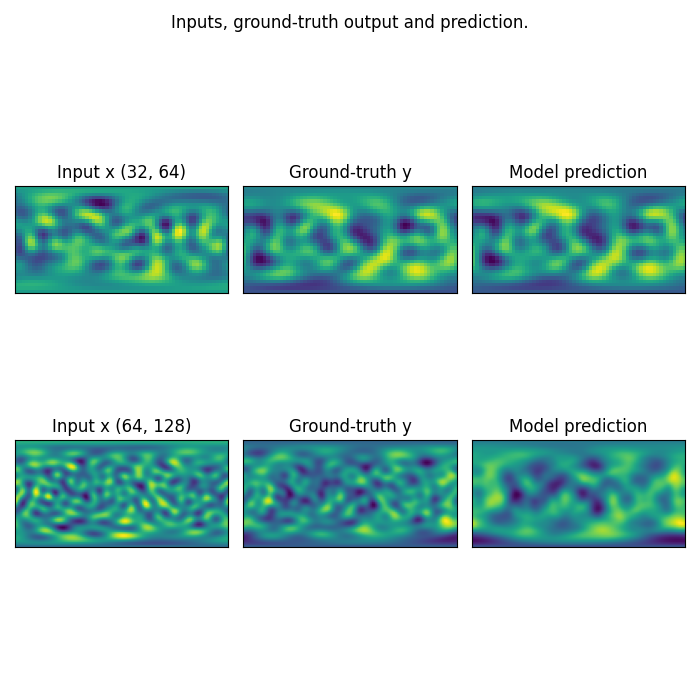 Inputs, ground-truth output and prediction.
Input x (32, 64)
Ground-truth y
Model prediction
Input x (64, 128)
Ground-truth y
Model prediction